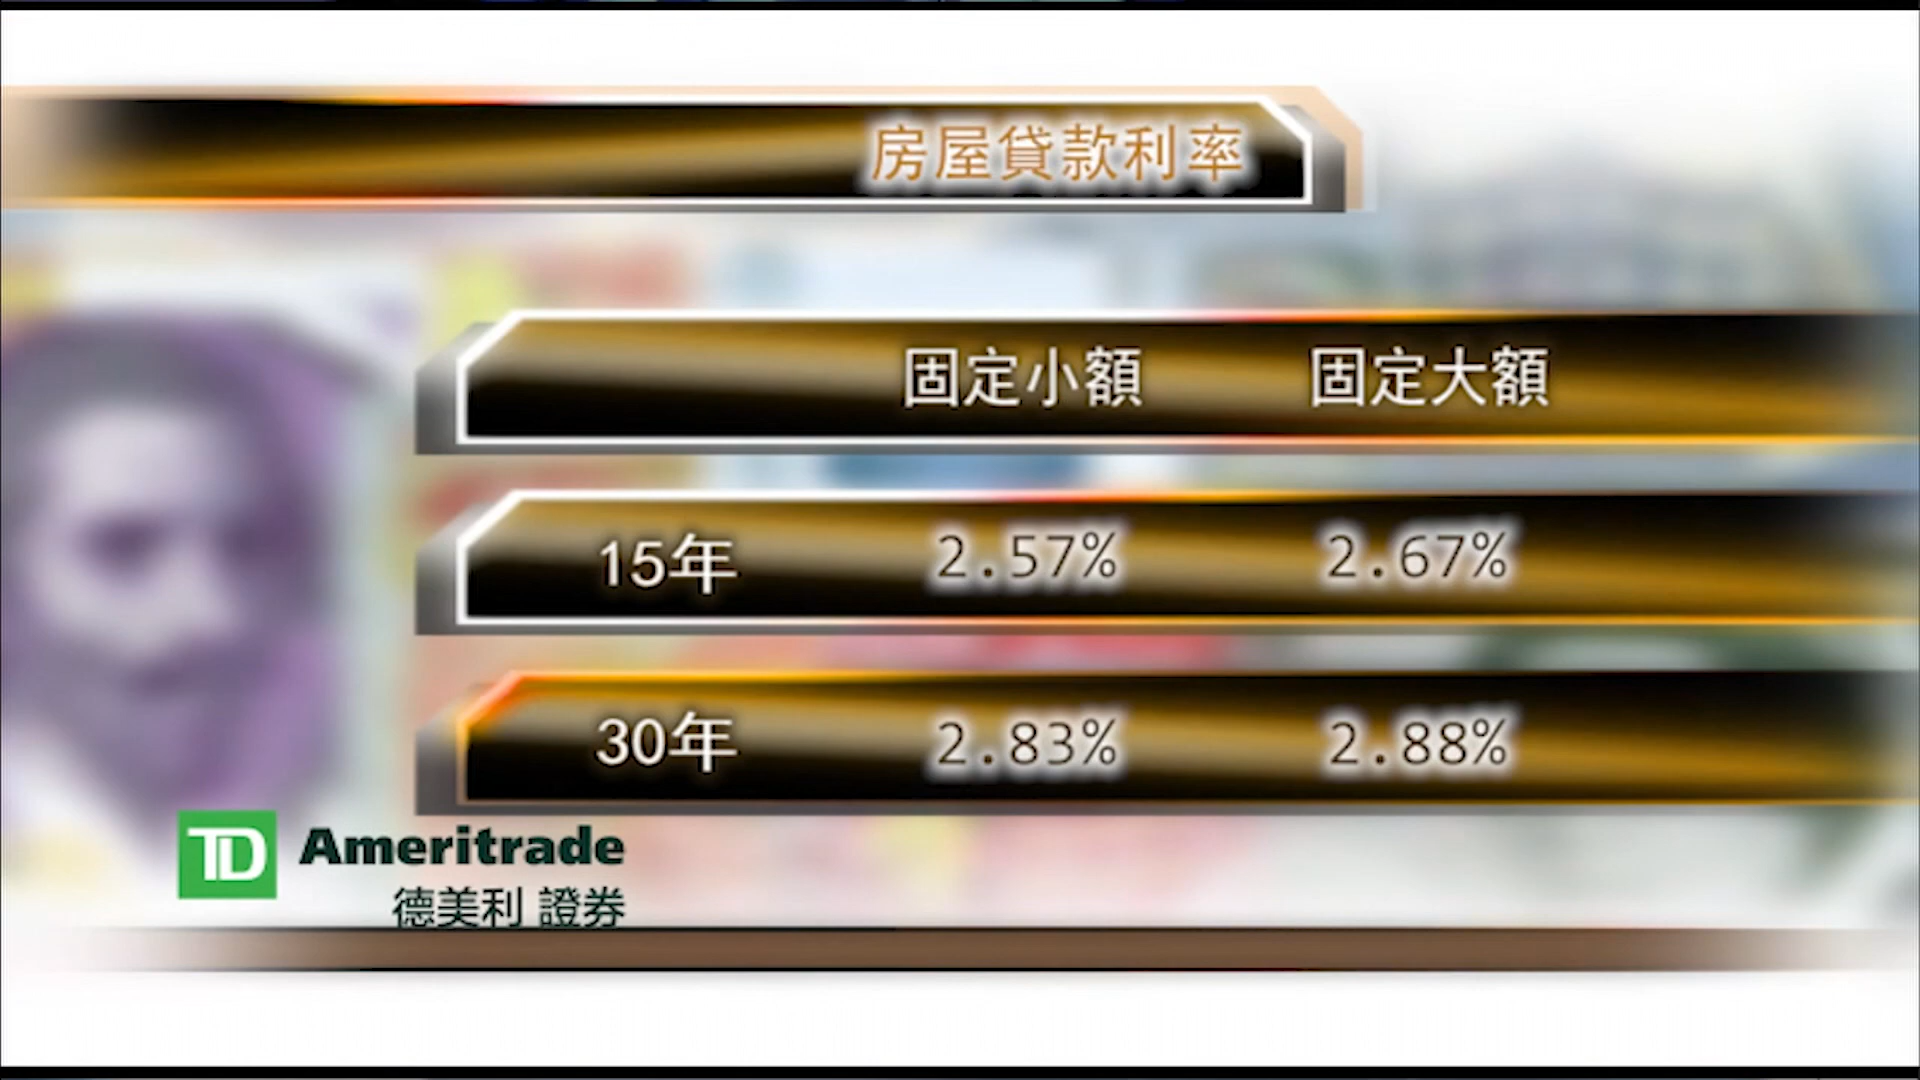 房屋貸款利率
固定小額 固定大額
15年 2.57% 2.67%
30年 2.83% 2.88%
TD Ameritrade
德美利 證券